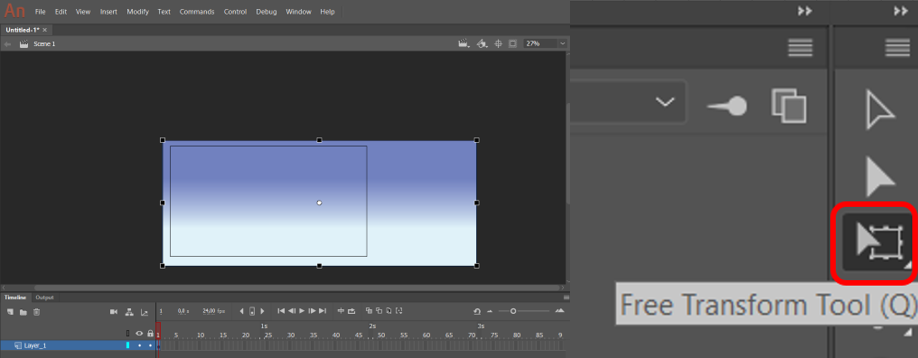 An File Edit View Insert Modify Text Commands Control Debug Window Help
Untitled-1* ×
Scene 1 27%
Free Transform Tool (Q)
Timeline Output
1 0,0 s 24,00 fps
1s 2s 3s
1 5 10 15 20 25 30 35 40 45 50 55 60 65 70 75 80 85 9
Layer_1